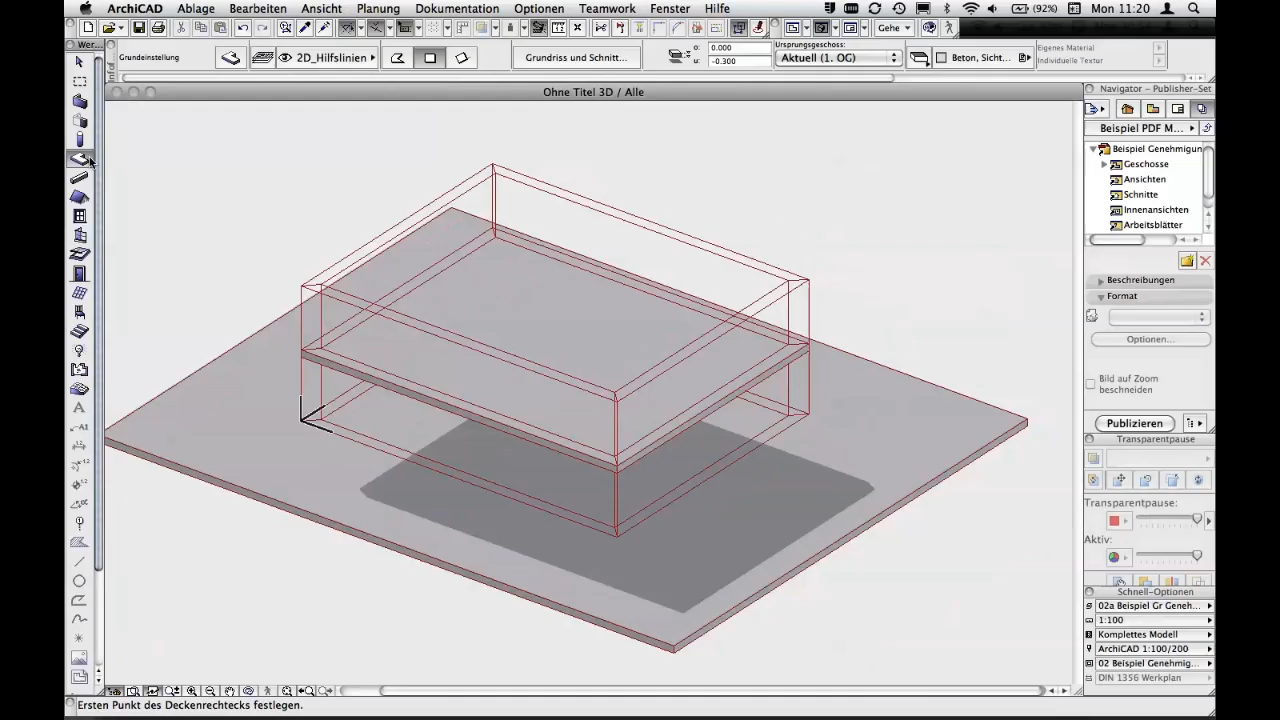 ArchiCAD Ablage Bearbeiten Ansicht Planung Dokumentation Optionen Teamwork Fenster Hilfe (92%) Mon 11:20
Wer...
Gehe
Grundeinstellung
2D_Hilfslinien
Grundriss und Schnitt...
o: 0.000
u: -0.300
Ursprungsgeschoss:
Aktuell (1. OG)
Beton, Sicht...
Eigenes Material
Individuelle Textur
Ohne Titel 3D / Alle
Navigator - Publisher-Set
Beispiel PDF M...
Beispiel Genehmigun
Geschosse
Ansichten
Schnitte
Innenansichten
Arbeitsblätter
Beschreibungen
Format
Optionen...
Bild auf Zoom
beschneiden
Publizieren
Transparentpause
Transparentpause:
Aktiv:
Schnell-Optionen
02a Beispiel Gr Geneh...
1:100
Komplettes Modell
ArchiCAD 1:100/200
02 Beispiel Genehmig...
DIN 1356 Werkplan
A
A1
Ersten Punkt des Deckenrechtecks festlegen.